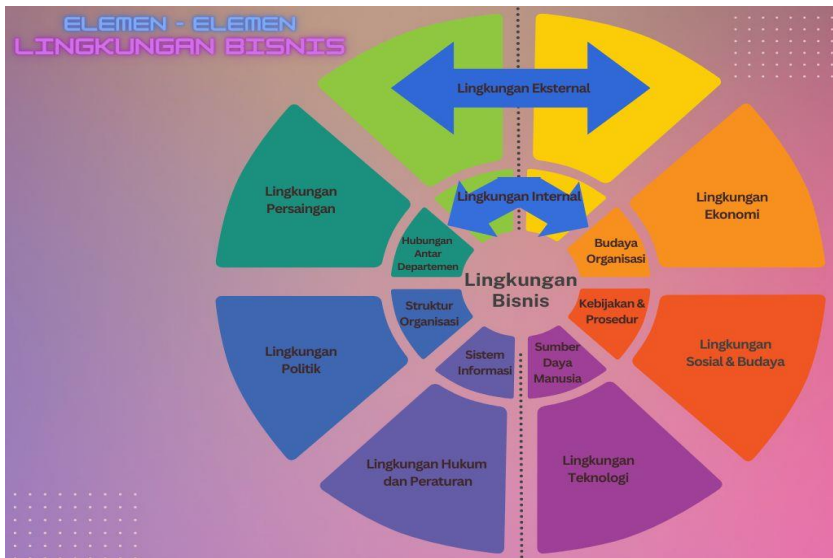 ELEMEN - ELEMEN
LINGKUNGAN BISNIS
Lingkungan Eksternal
Lingkungan Internal
Lingkungan
Persaingan
Lingkungan
Ekonomi
Hubungan
Antar
Departemen
Budaya
Organisasi
Lingkungan
Bisnis
Struktur
Organisasi
Kebijakan &
Prosedur
Lingkungan
Politik
Lingkungan
Sosial & Budaya
Sistem
Informasi
Sumber
Daya
Manusia
Lingkungan Hukum
dan Peraturan
Lingkungan
Teknologi